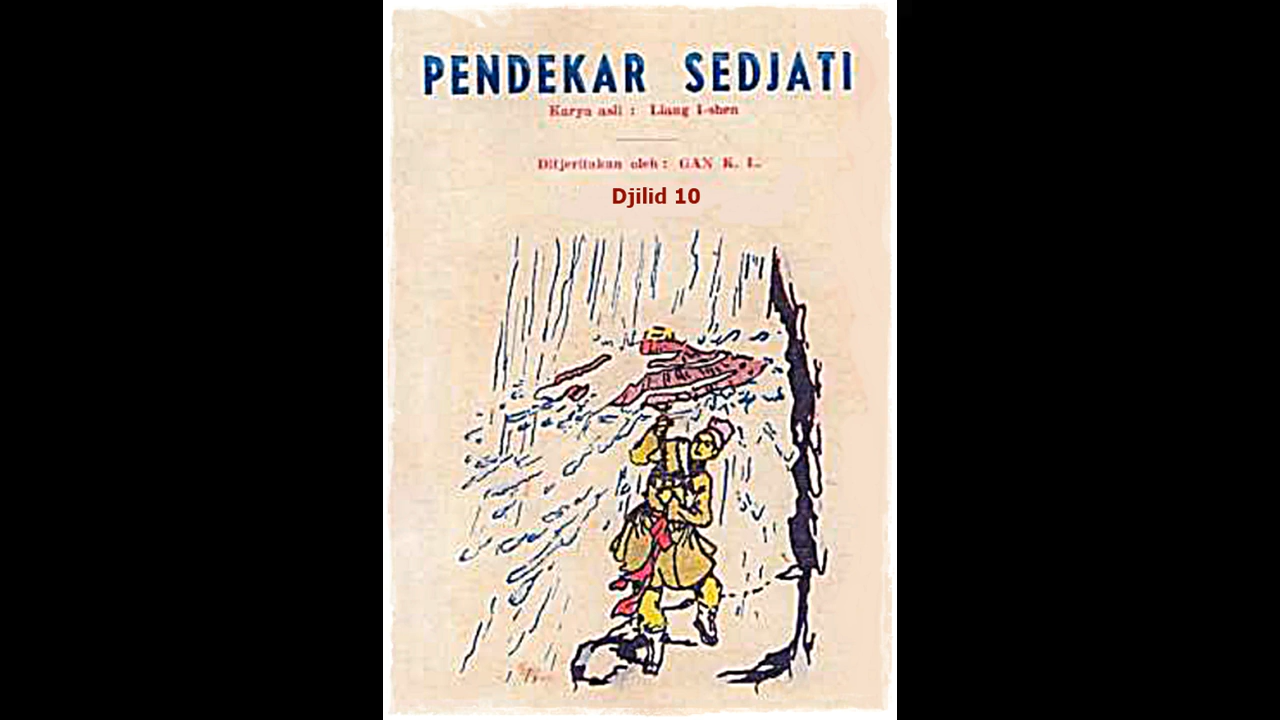 PENDEKAR SEDJATI
Karya asli : Liang I-shen
Ditjeritakan oleh : GAN K. L.
Djilid 10